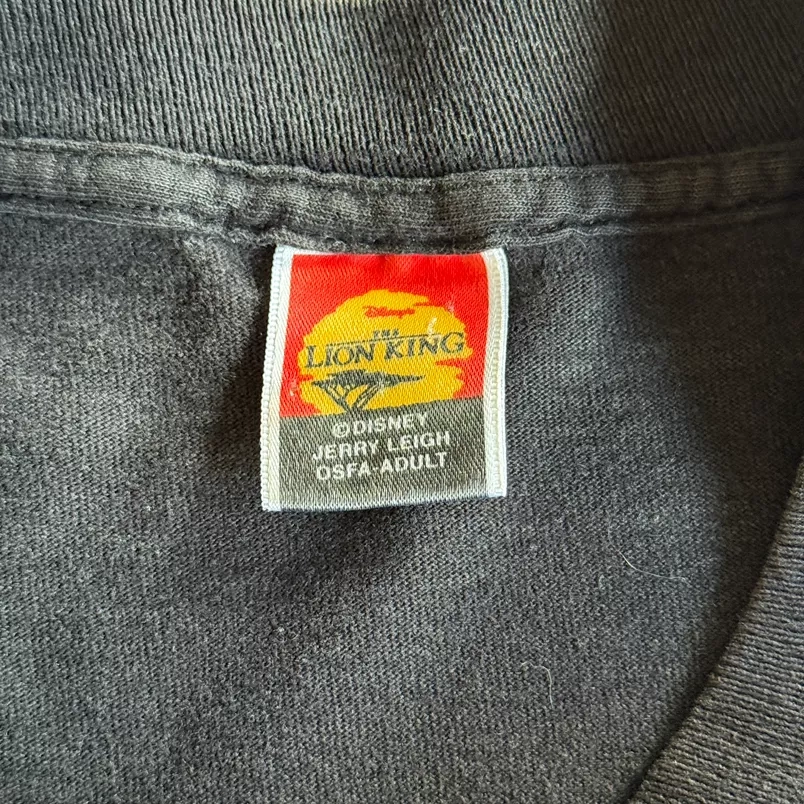 Disney's
THE
LION KING
©DISNEY
JERRY LEIGH
OSFA-ADULT